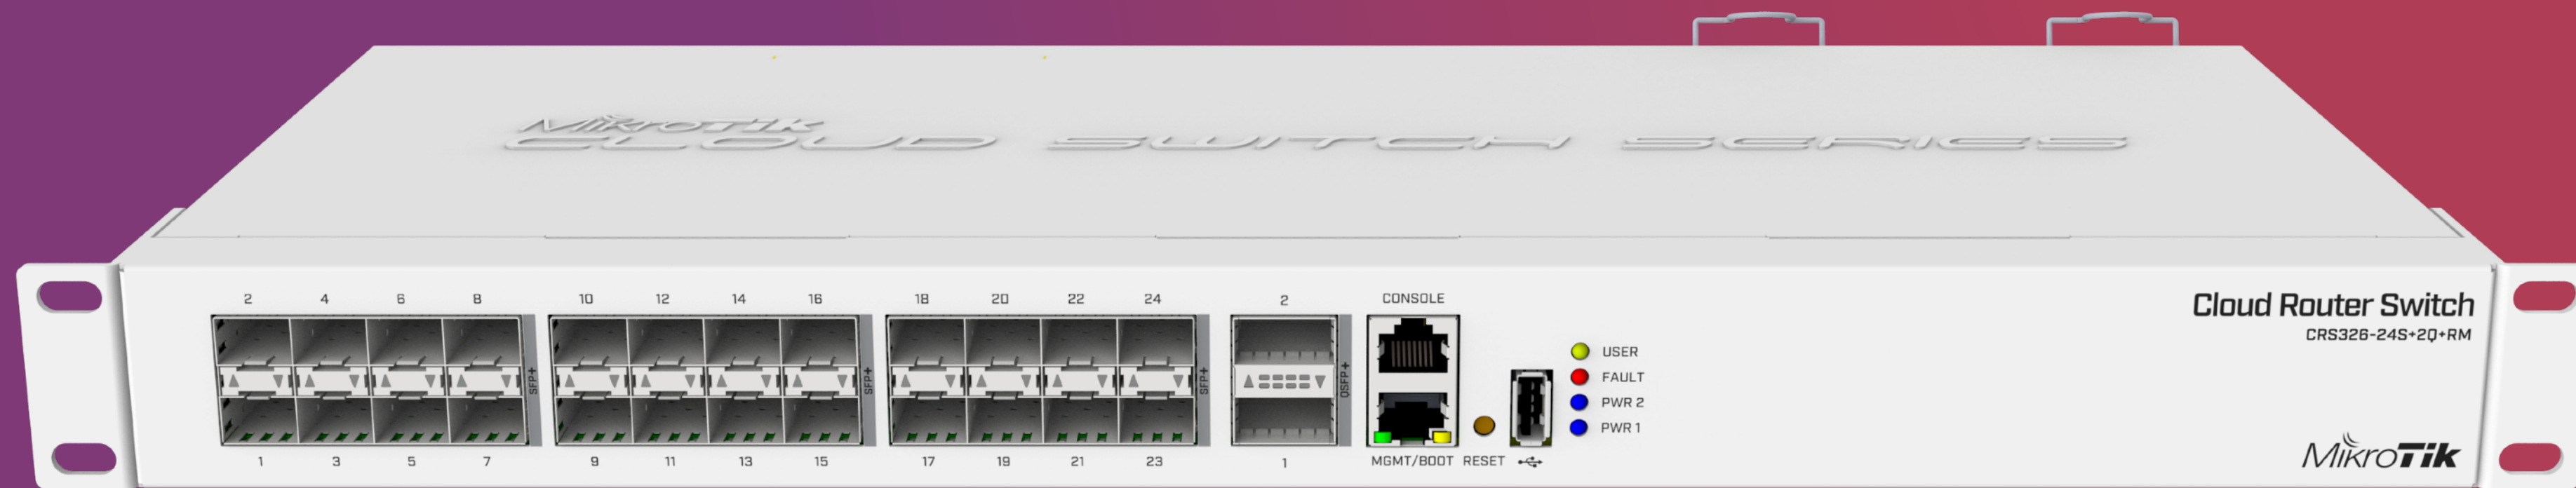 MikroTik
CLOUD SWITCH SERIES
2 4 6 8 10 12 14 16 18 20 22 24 2 CONSOLE
Cloud Router Switch
CRS326-24S+2Q+RM
SFP+ SFP+ SFP+ QSFP+
USER
FAULT
PWR 2
PWR 1
1 3 5 7 9 11 13 15 17 19 21 23 1 MGMT/BOOT RESET
MikroTik